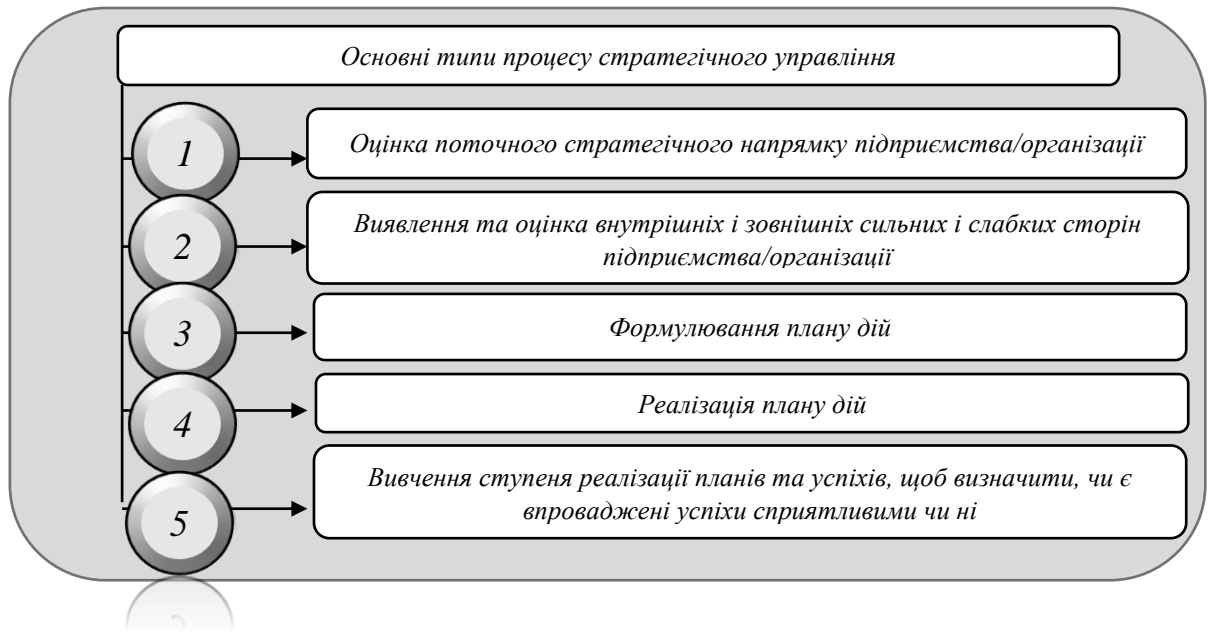 Основні типи процесу стратегічного управління
1
Оцінка поточного стратегічного напрямку підприємства/організації
2
Виявлення та оцінка внутрішніх і зовнішніх сильних і слабких сторін
підприємства/організації
3
Формулювання плану дій
4
Реалізація плану дій
5
Вивчення ступеня реалізації планів та успіхів, щоб визначити, чи є
впроваджені успіхи сприятливими чи ні